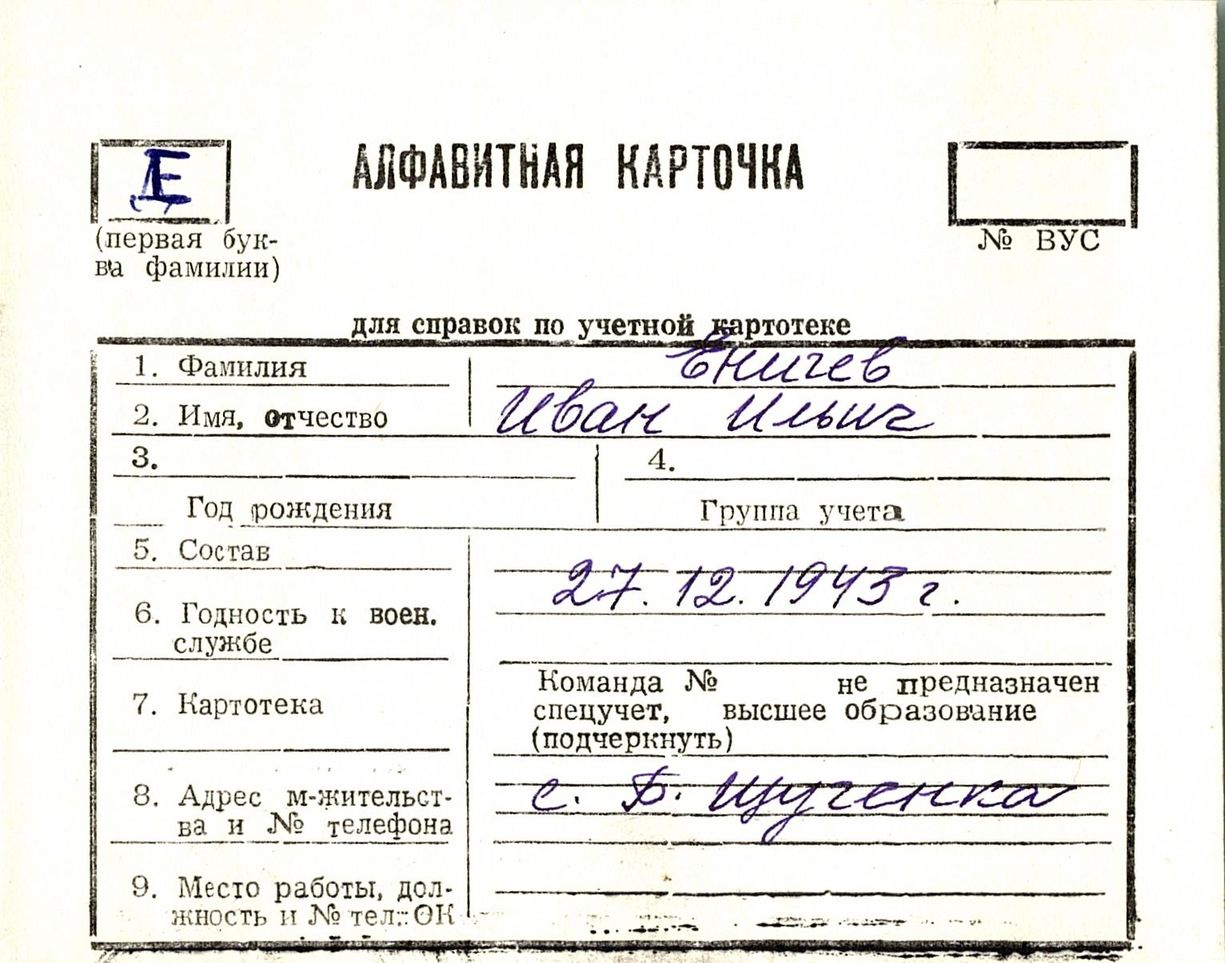 Е
АЛФАВИТНАЯ КАРТОЧКА
(первая бук-
ва фамилии)
№ ВУС
для справок по учетной картотеке
1. Фамилия Еничев
2. Имя, отчество Иван Ильич
3. 4.
Год рождения Группа учета
5. Состав
27.12.1943 г.
6. Годность к воен.
службе
7. Картотека
Команда № не предназначен
спецучет, высшее образование
(подчеркнуть)
8. Адрес м-жительст-
ва и № телефона
с. Б. Щученка
9. Место работы, дол-
жность и № тел. ОК